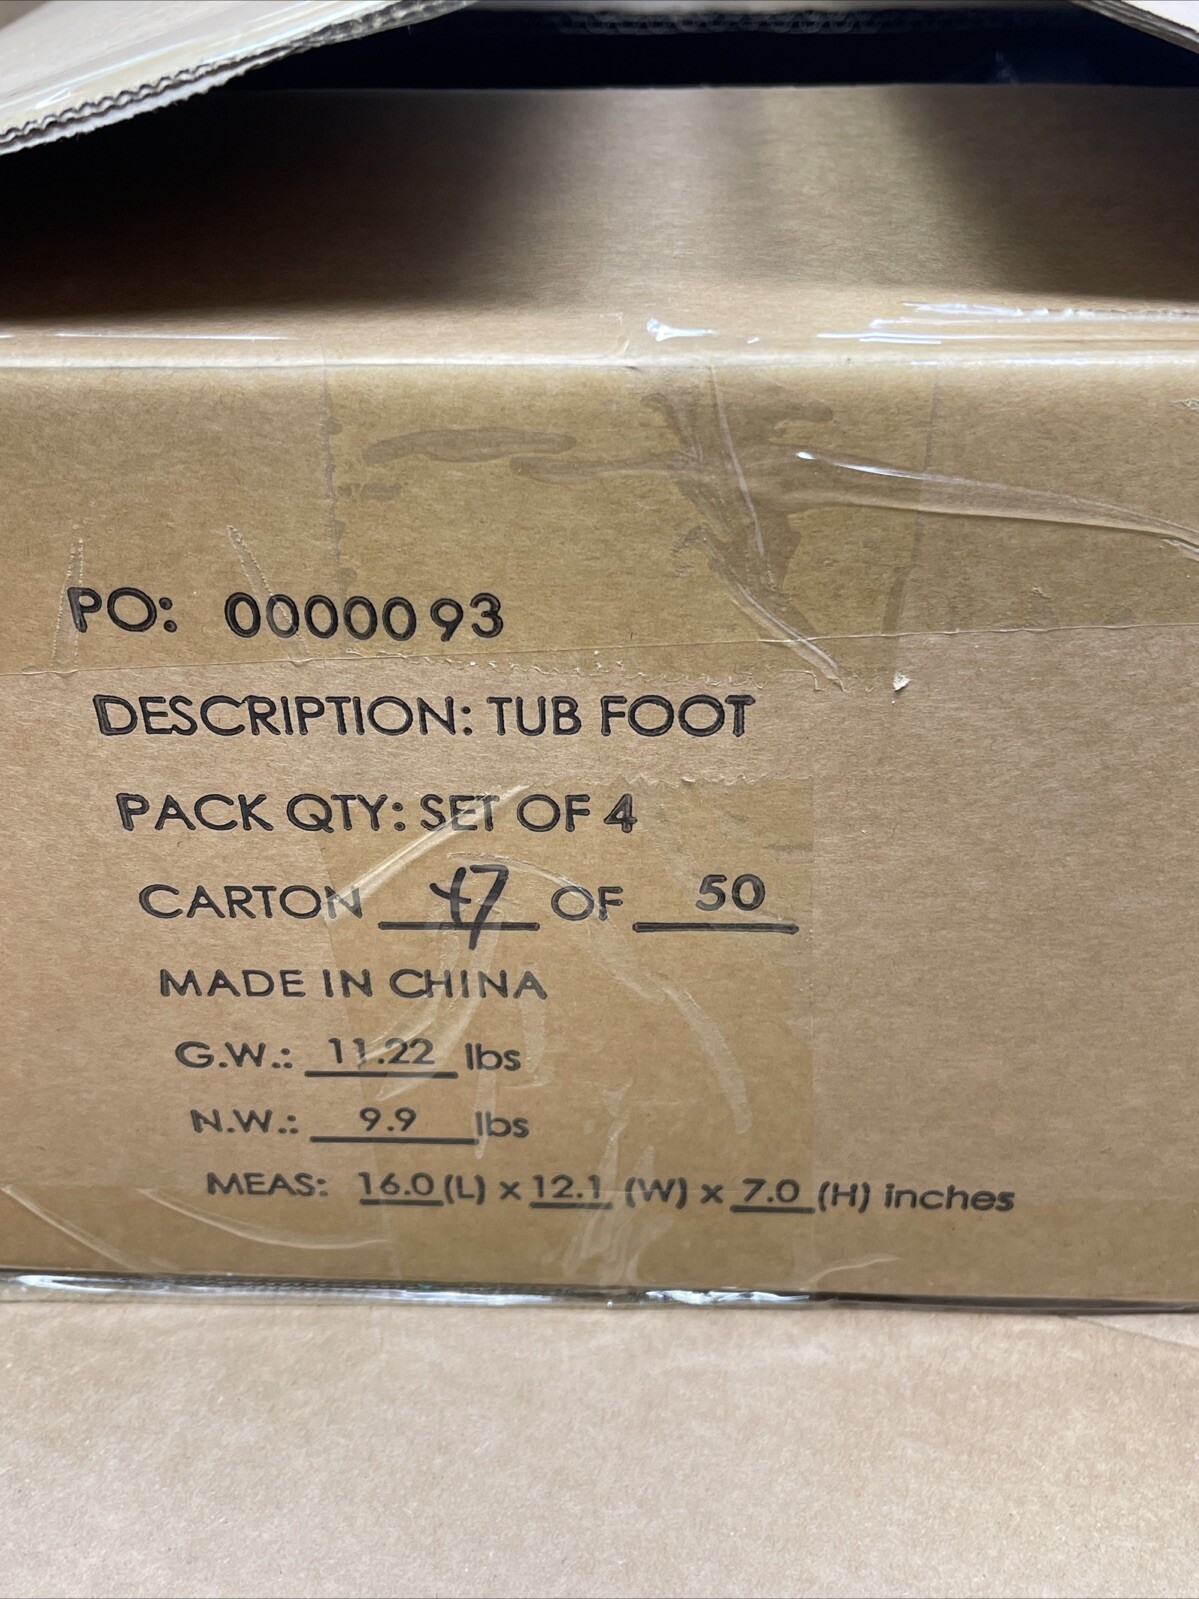 PO: 0000093
DESCRIPTION: TUB FOOT
PACK QTY: SET OF 4
CARTON 47 OF 50
MADE IN CHINA
G.W.: 11.22 lbs
N.W.: 9.9 lbs
MEAS: 16.0 (L) x 12.1 (W) x 7.0 (H) inches